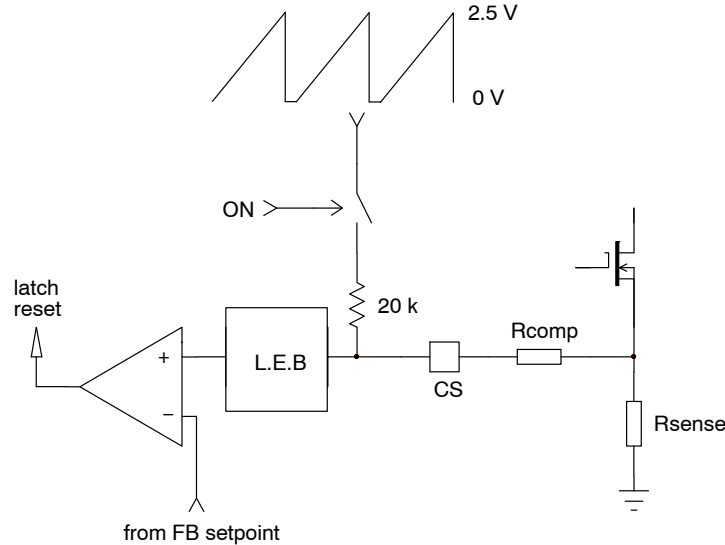 2.5 V
0 V
ON
latch
reset
20 k
Rcomp
+
L.E.B
CS
−
Rsense
from FB setpoint